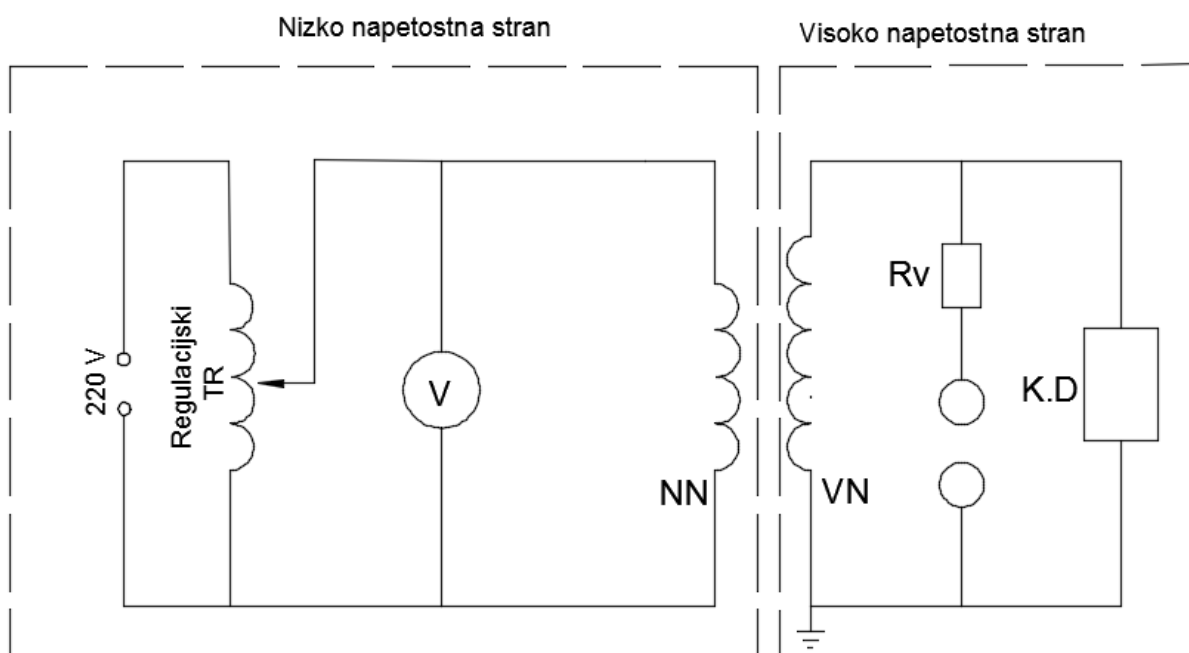 Nizko napetostna stran
Visoko napetostna stran
220 V
Regulacijski
TR
V
NN
VN
Rv
K.D